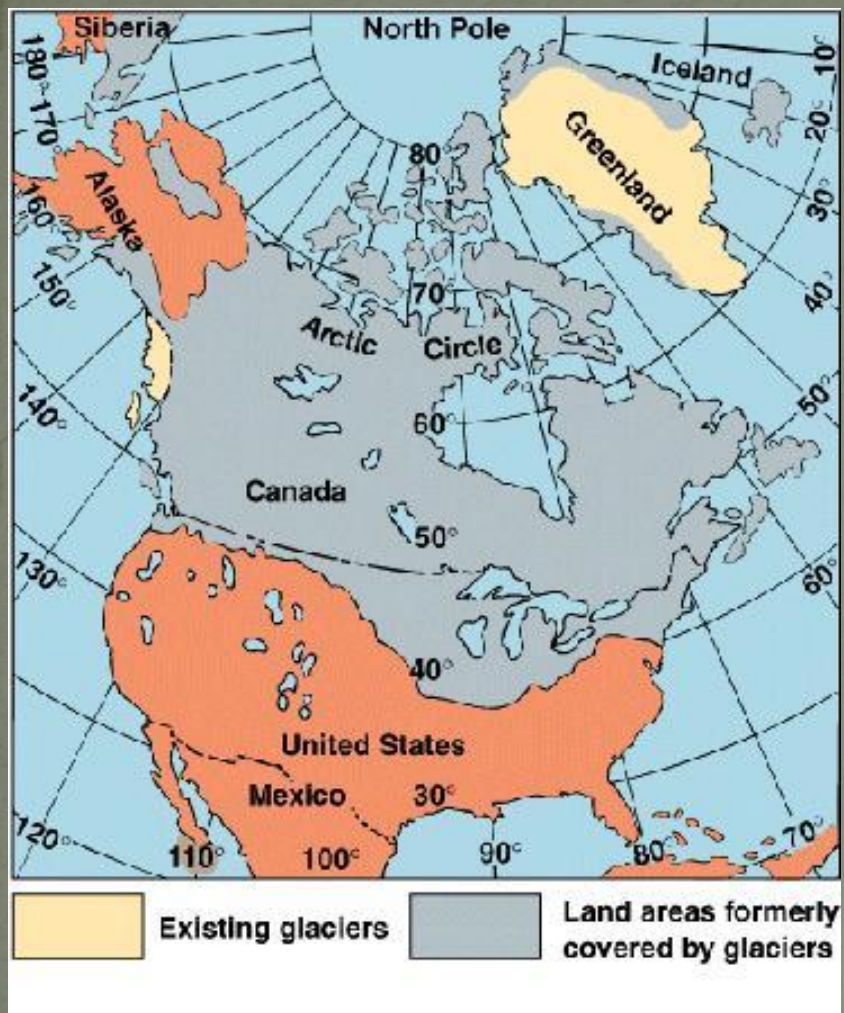 Siberia
North Pole
Iceland
Greenland
Alaska
180°
170°
160°
150°
140°
130°
120°
110°
100°
90°
80°
70°
60°
50°
40°
30°
20°
10°
80°
70°
Arctic Circle
60°
Canada
50°
40°
United States
Mexico
30°
Existing glaciers
Land areas formerly
covered by glaciers